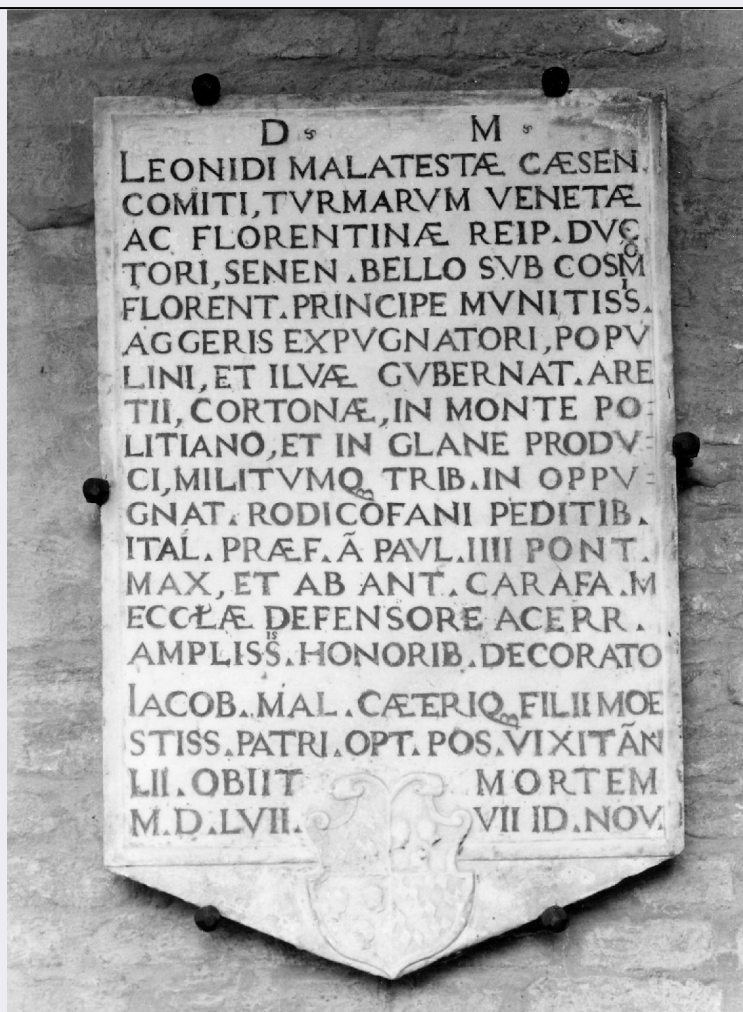 D M
LEONIDI MALATESTÆ CÆSEN.
COMITI, TVRMARVM VENETÆ
AC FLORENTINÆ REIP. DVC
TORI, SENEN. BELLO SVB COSMO
FLORENT. PRINCIPE MVNITISS.
AGGERIS EXPVGNATORI, POPV
LINI, ET ILVÆ GVBERNAT. ARE
TII, CORTONÆ, IN MONTE PO=
LITIANO, ET IN GLANE PRODV=
CI, MILITVMQ TRIB. IN OPPV=
GNAT. RODICOFANI PEDITIB.
ITAL. PRÆF. Ã PAVL. IIII PONT.
MAX, ET AB ANT. CARAFA. M
ECCŁÆ DEFENSORE ACERR.
AMPLISSIS. HONORIB. DECORATO
IACOB. MAL. CÆTERIQ FILII MOE
STISS. PATRI. OPT. POS. VIXIT ÃN
LII. OBIIT MORTEM
M.D.LVII. VII ID. NOV.